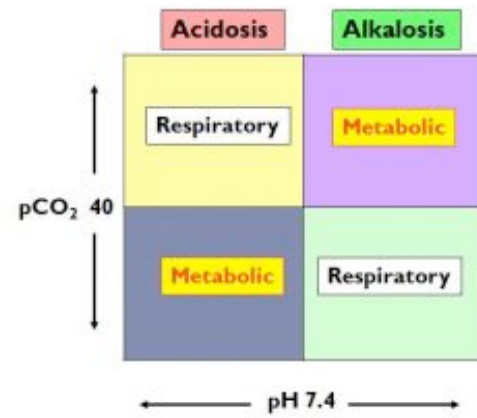 Acidosis Alkalosis
Respiratory Metabolic
pCO₂ 40
Metabolic Respiratory
pH 7.4